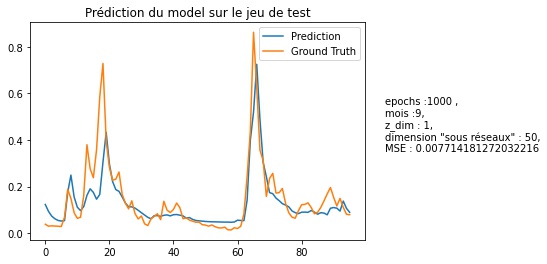 Prédiction du model sur le jeu de test
Prediction
Ground Truth
0.8
0.6
0.4
0.2
0.0
0
20
40
60
80
epochs :1000 ,
mois :9,
z_dim : 1,
dimension "sous réseaux" : 50,
MSE : 0.007714181272032216